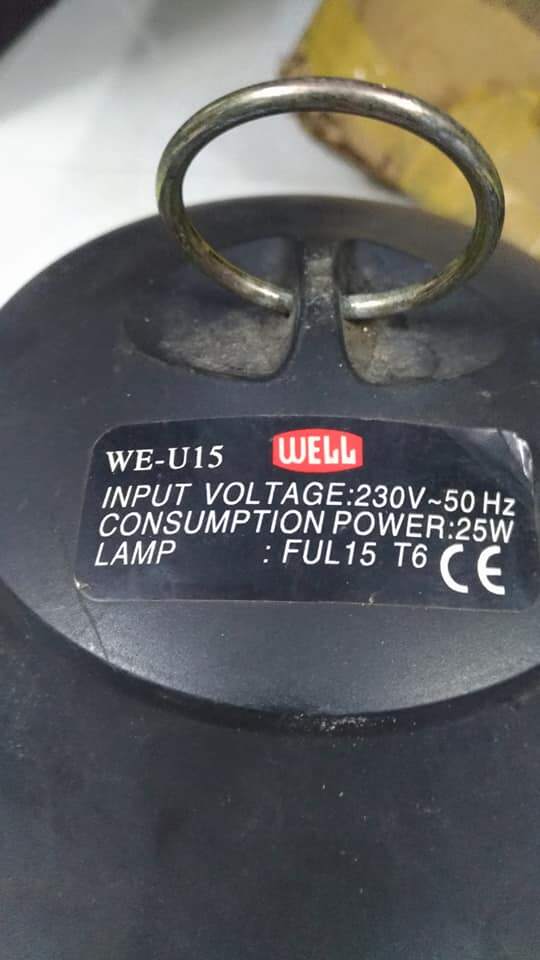 WE-U15 WELL
INPUT VOLTAGE:230V~50 Hz
CONSUMPTION POWER:25W
LAMP : FUL15 T6 CE